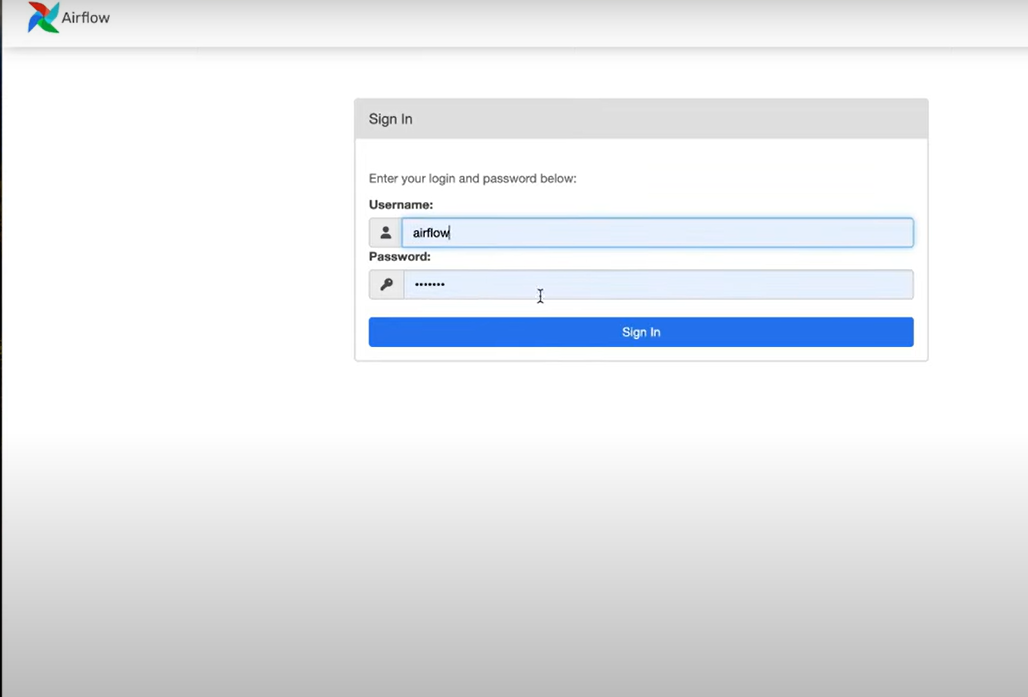 Airflow
Sign In
Enter your login and password below:
Username:
airflow
Password:
•••••••
Sign In